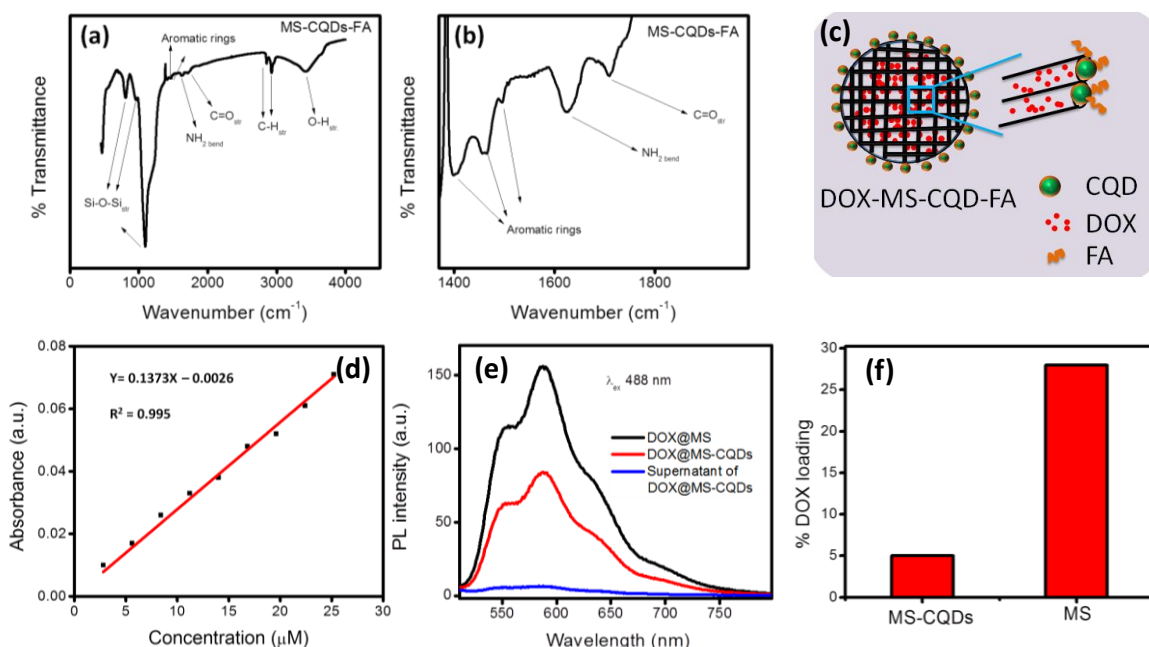 (a)
MS-CQDs-FA
Aromatic rings
C=Ostr
NH2 bend
C-Hstr
O-Hstr
Si-O-Sistr
% Transmittance
0 1000 2000 3000 4000
Wavenumber (cm-1)
(b)
MS-CQDs-FA
C=Ostr
NH2 bend
Aromatic rings
% Transmittance
1400 1600 1800
Wavenumber (cm-1)
(c)
DOX-MS-CQD-FA
CQD
DOX
FA
(d)
Y= 0.1373X – 0.0026
R2 = 0.995
Absorbance (a.u.)
0.08
0.06
0.04
0.02
0.00
0 5 10 15 20 25 30
Concentration (μM)
(e)
λex 488 nm
DOX@MS
DOX@MS-CQDs
Supernatant of
DOX@MS-CQDs
PL intensity (a.u.)
150
100
50
0
550 600 650 700 750
Wavelength (nm)
(f)
% DOX loading
30
25
20
15
10
5
0
MS-CQDs MS